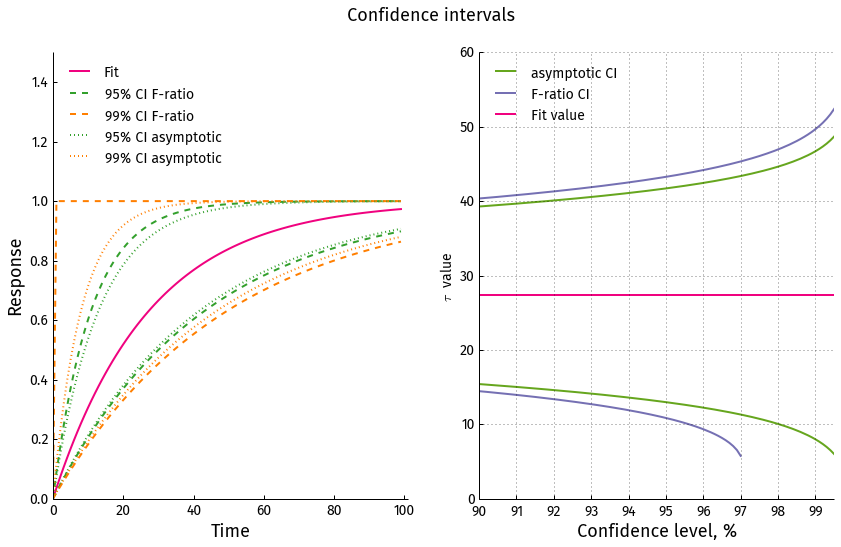 Confidence intervals
Fit
95% CI F-ratio
99% CI F-ratio
95% CI asymptotic
99% CI asymptotic
Response
1.4
1.2
1.0
0.8
0.6
0.4
0.2
0.0
0 20 40 60 80 100
Time
asymptotic CI
F-ratio CI
Fit value
τ value
60
50
40
30
20
10
0
90 91 92 93 94 95 96 97 98 99
Confidence level, %